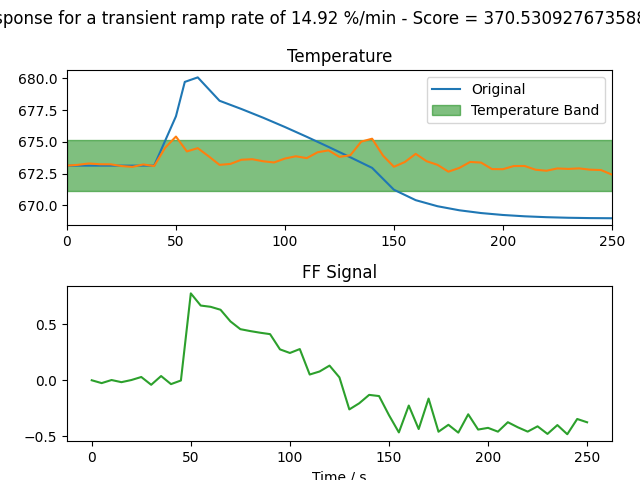 sponse for a transient ramp rate of 14.92 %/min - Score = 370.530927673588
Temperature
680.0
677.5
675.0
672.5
670.0
Original
Temperature Band
0 50 100 150 200 250
FF Signal
0.5
0.0
−0.5
0 50 100 150 200 250
Time / s